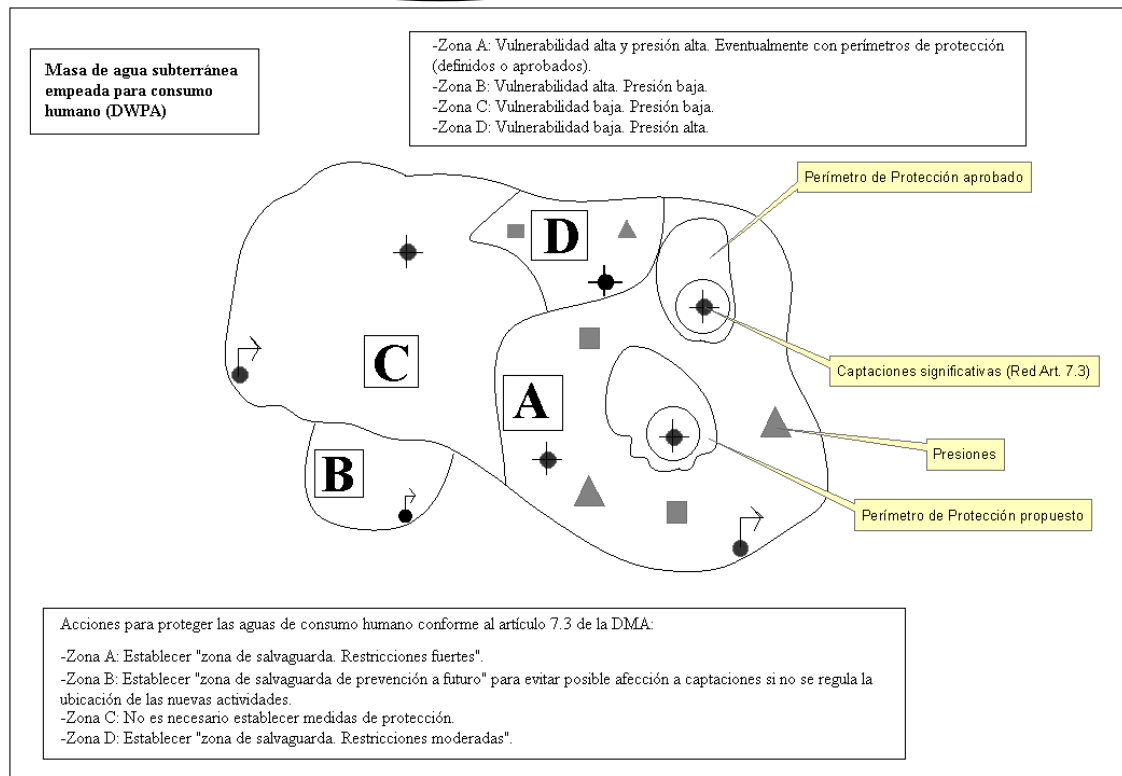 Masa de agua subterránea
empeada para consumo
humano (DWPA)
-Zona A: Vulnerabilidad alta y presión alta. Eventualmente con perímetros de protección
(definidos o aprobados).
-Zona B: Vulnerabilidad alta. Presión baja.
-Zona C: Vulnerabilidad baja. Presión baja.
-Zona D: Vulnerabilidad baja. Presión alta.
Perímetro de Protección aprobado
D
C
A
B
Captaciones significativas (Red Art. 7.3)
Presiones
Perímetro de Protección propuesto
Acciones para proteger las aguas de consumo humano conforme al artículo 7.3 de la DMA:
-Zona A: Establecer "zona de salvaguarda. Restricciones fuertes".
-Zona B: Establecer "zona de salvaguarda de prevención a futuro" para evitar posible afección a captaciones si no se regula la
ubicación de las nuevas actividades.
-Zona C: No es necesario establecer medidas de protección.
-Zona D: Establecer "zona de salvaguarda. Restricciones moderadas".